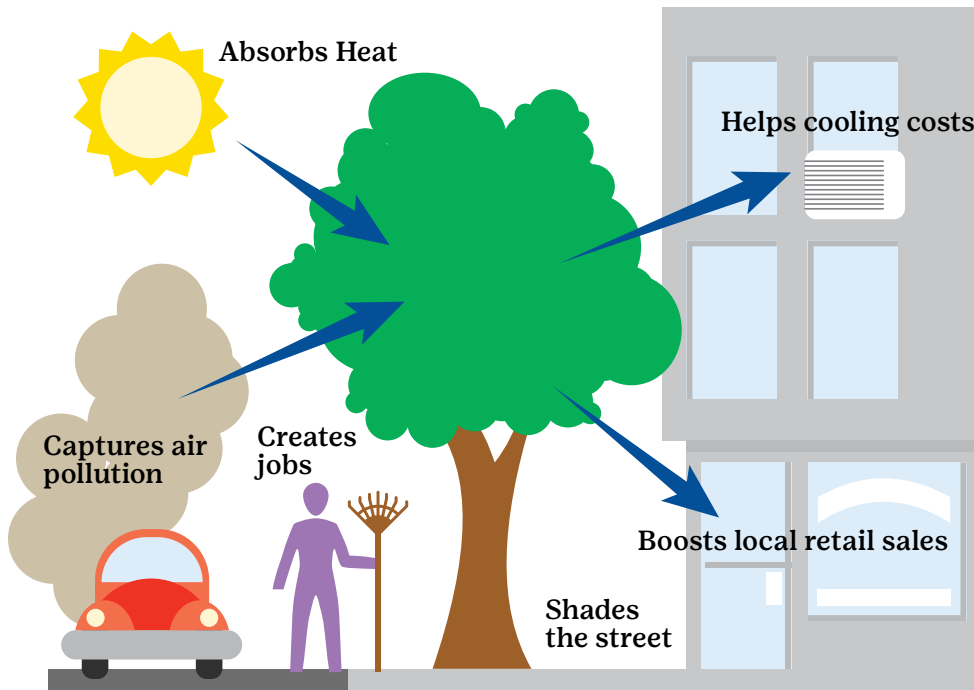 Absorbs Heat
Helps cooling costs
Captures air
pollution
Creates
jobs
Boosts local retail sales
Shades
the street